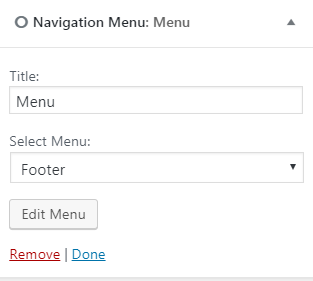 Navigation Menu: Menu
Title:
Menu
Select Menu:
Footer
Edit Menu
Remove | Done